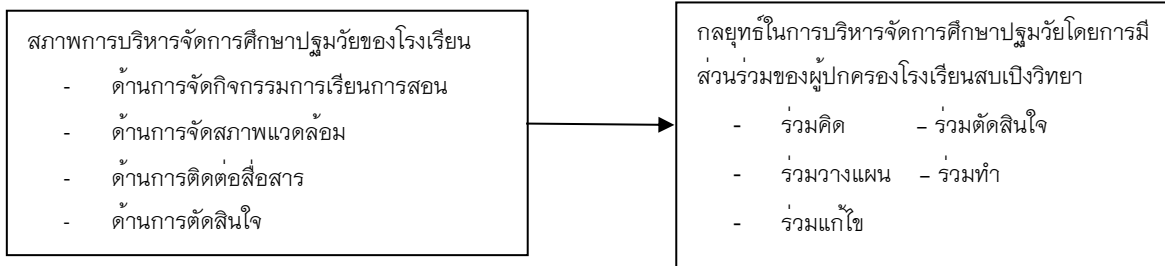 สภาพการบริหารจัดการศึกษาปฐมวัยของโรงเรียน
- ด้านการจัดกิจกรรมการเรียนการสอน
- ด้านการจัดสภาพแวดล้อม
- ด้านการติดต่อสื่อสาร
- ด้านการตัดสินใจ
กลยุทธ์ในการบริหารจัดการศึกษาปฐมวัยโดยการมี
ส่วนร่วมของผู้ปกครองโรงเรียนสบเปิงวิทยา
- ร่วมคิด – ร่วมตัดสินใจ
- ร่วมวางแผน – ร่วมทำ
- ร่วมแก้ไข